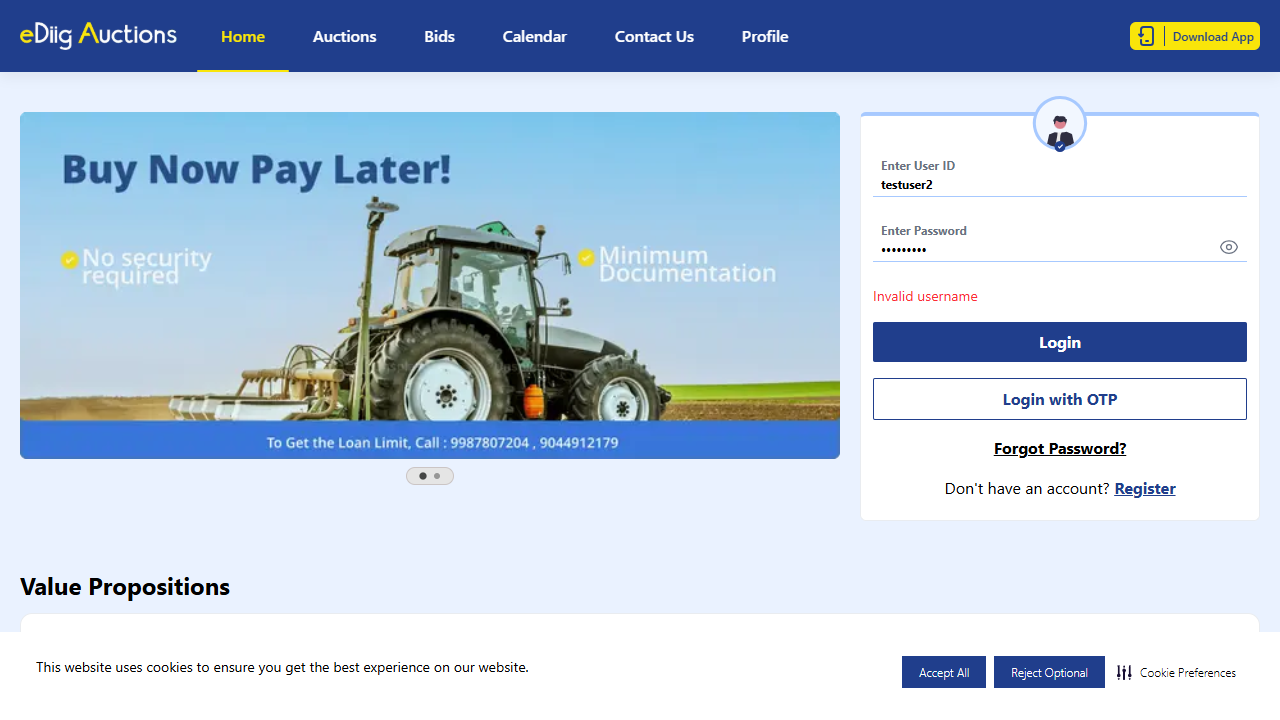 eDiig Auctions
Home
Auctions
Bids
Calendar
Contact Us
Profile
Download App
Buy Now Pay Later!
No security
required
Minimum
Documentation
To Get the Loan Limit, Call : 9987807204 , 9044912179
Enter User ID
testuser2
Enter Password
•••••••••
Invalid username
Login
Login with OTP
Forgot Password?
Don't have an account? Register
Value Propositions
This website uses cookies to ensure you get the best experience on our website.
Accept All
Reject Optional
Cookie Preferences